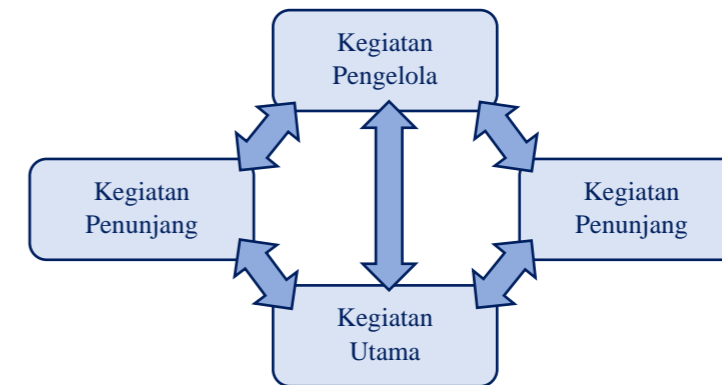 Kegiatan
Pengelola
Kegiatan
Penunjang
Kegiatan
Penunjang
Kegiatan
Utama